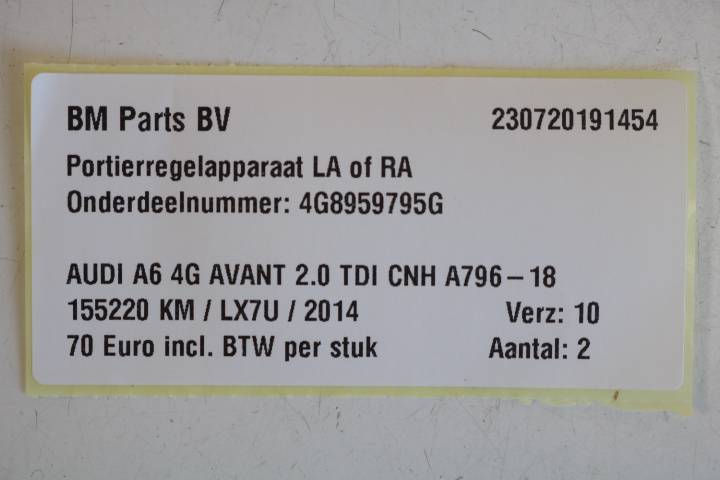 BM Parts BV 230720191454
Portierregelapparaat LA of RA
Onderdeelnummer: 4G8959795G
AUDI A6 4G AVANT 2.0 TDI CNH A796 – 18
155220 KM / LX7U / 2014 Verz: 10
70 Euro incl. BTW per stuk Aantal: 2